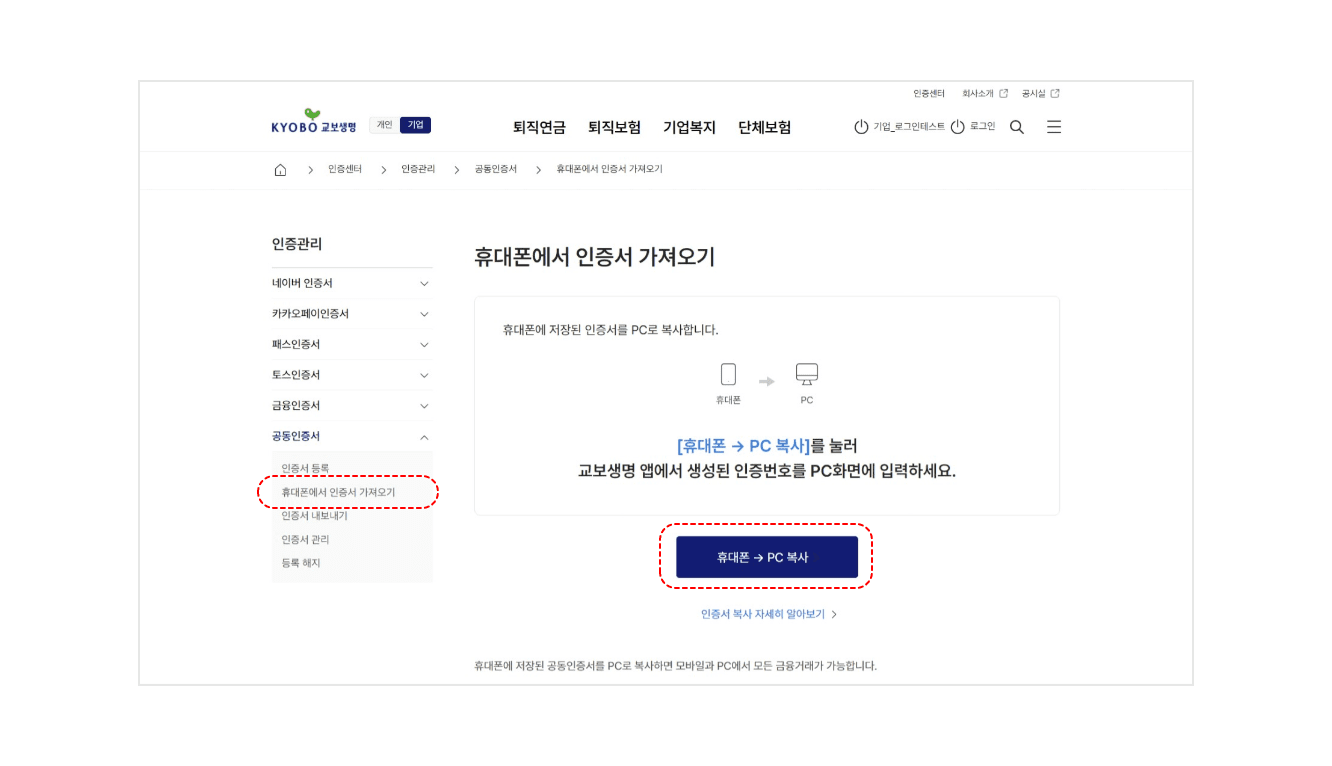 인증센터 회사소개 공시실
KYOBO 교보생명 개인 기업 퇴직연금 퇴직보험 기업복지 단체보험 기업_로그인테스트 로그인
인증센터 인증관리 공동인증서 휴대폰에서 인증서 가져오기
인증관리
네이버 인증서
카카오페이인증서
패스인증서
토스인증서
금융인증서
공동인증서
인증서 등록
휴대폰에서 인증서 가져오기
인증서 내보내기
인증서 관리
등록 해지
휴대폰에서 인증서 가져오기
휴대폰에 저장된 인증서를 PC로 복사합니다.
휴대폰 PC
[휴대폰 → PC 복사]를 눌러
교보생명 앱에서 생성된 인증번호를 PC화면에 입력하세요.
휴대폰 → PC 복사
인증서 복사 자세히 알아보기
휴대폰에 저장된 공동인증서를 PC로 복사하면 모바일과 PC에서 모든 금융거래가 가능합니다.